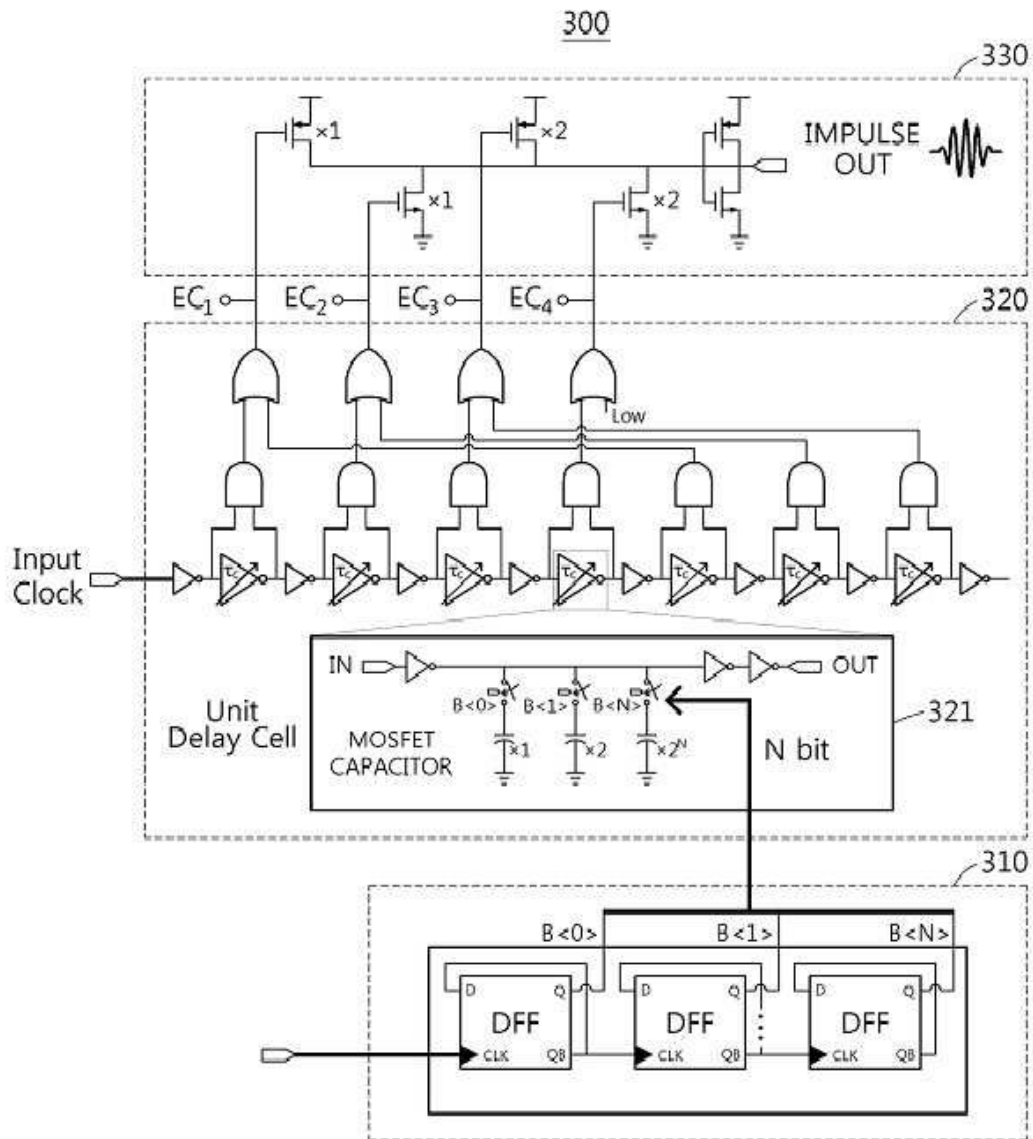 300
330
×1
×2
IMPULSE
OUT
×1
×2
EC1
EC2
EC3
EC4
320
Low
Input
Clock
τc
τc
τc
τc
τc
τc
τc
IN
OUT
B<0>
B<1>
B<N>
321
Unit
Delay Cell
MOSFET
CAPACITOR
×1
×2
×2^N
N bit
310
B<0>
B<1>
B<N>
D
Q
D
Q
D
Q
DFF
DFF
DFF
CLK
QB
CLK
QB
CLK
QB